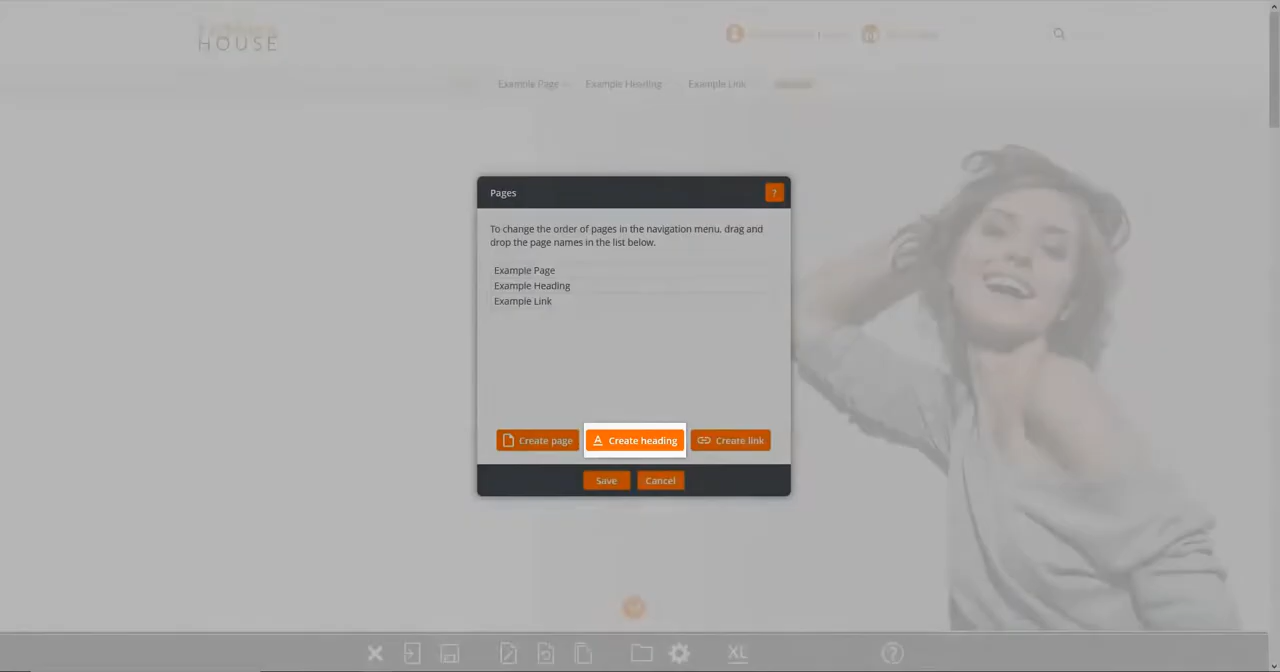 HOUSE
Example Page
Example Heading
Example Link
Pages
?
To change the order of pages in the navigation menu, drag and
drop the page names in the list below.
Example Page
Example Heading
Example Link
Create page
Create heading
Create link
Save
Cancel
XL
?